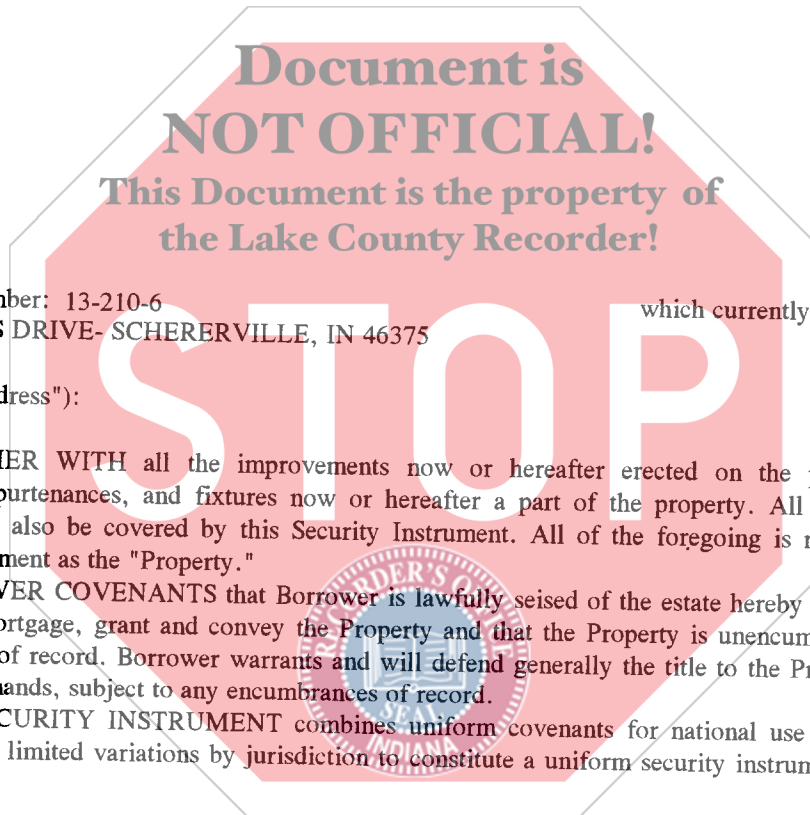 Document is
NOT OFFICIAL!
This Document is the property of
the Lake County Recorder!
nber: 13-210-6 which currently
S DRIVE- SCHERERVILLE, IN 46375
dress"):
STOP
IER WITH all the improvements now or hereafter erected on the
purtenances, and fixtures now or hereafter a part of the property. All
also be covered by this Security Instrument. All of the foregoing is r
ment as the "Property."
VER COVENANTS that Borrower is lawfully seised of the estate hereby
ortgage, grant and convey the Property and that the Property is unencum
of record. Borrower warrants and will defend generally the title to the Pr
nands, subject to any encumbrances of record.
CURITY INSTRUMENT combines uniform covenants for national use
limited variations by jurisdiction to constitute a uniform security instrum
RECORDER'S OFFICE
SEAL
INDIANA